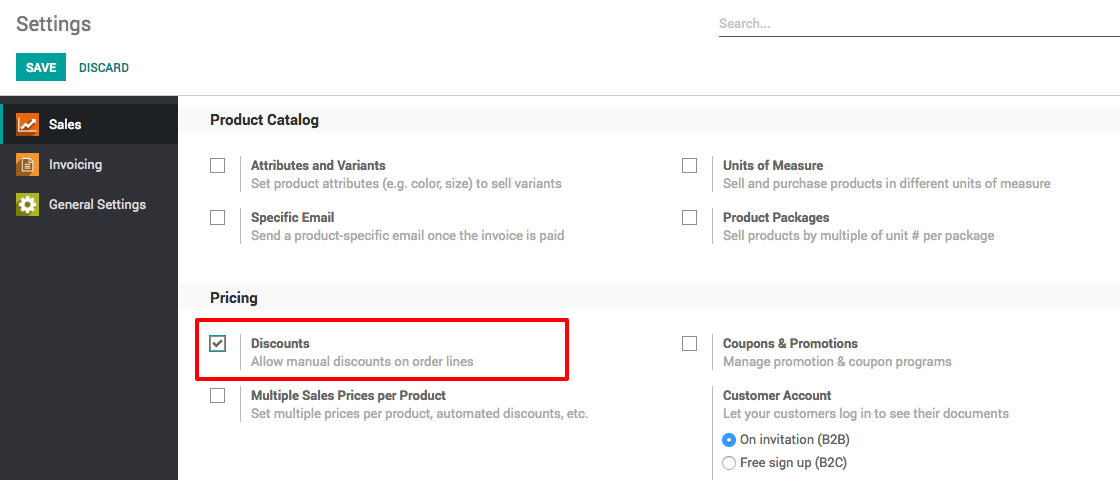 Settings
Search...
SAVE DISCARD
Sales
Invoicing
General Settings
Product Catalog
Attributes and Variants
Set product attributes (e.g. color, size) to sell variants
Units of Measure
Sell and purchase products in different units of measure
Specific Email
Send a product-specific email once the invoice is paid
Product Packages
Sell products by multiple of unit # per package
Pricing
Discounts
Allow manual discounts on order lines
Coupons & Promotions
Manage promotion & coupon programs
Multiple Sales Prices per Product
Set multiple prices per product, automated discounts, etc.
Customer Account
Let your customers log in to see their documents
On invitation (B2B)
Free sign up (B2C)